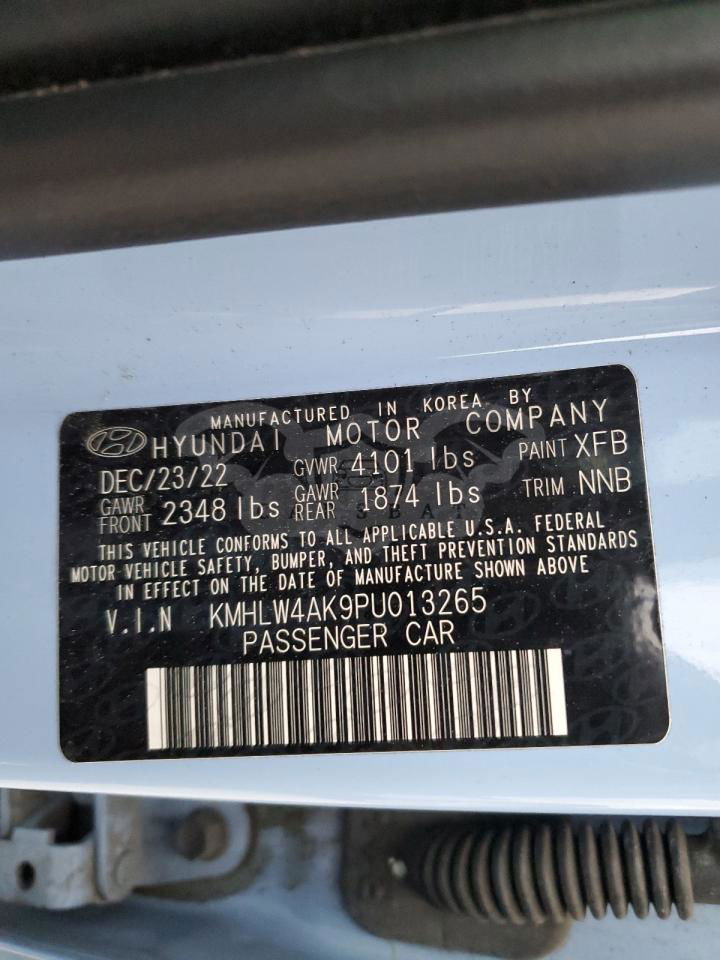 MANUFACTURED IN KOREA BY
HYUNDAI MOTOR COMPANY
DEC/23/22 GVWR 4101 lbs PAINT XFB
GAWR FRONT 2348 lbs GAWR REAR 1874 lbs TRIM NNB
THIS VEHICLE CONFORMS TO ALL APPLICABLE U.S.A. FEDERAL
MOTOR VEHICLE SAFETY, BUMPER, AND THEFT PREVENTION STANDARDS
IN EFFECT ON THE DATE OF MANUFACTURE SHOWN ABOVE
V.I.N KMHLW4AK9PU013265
PASSENGER CAR